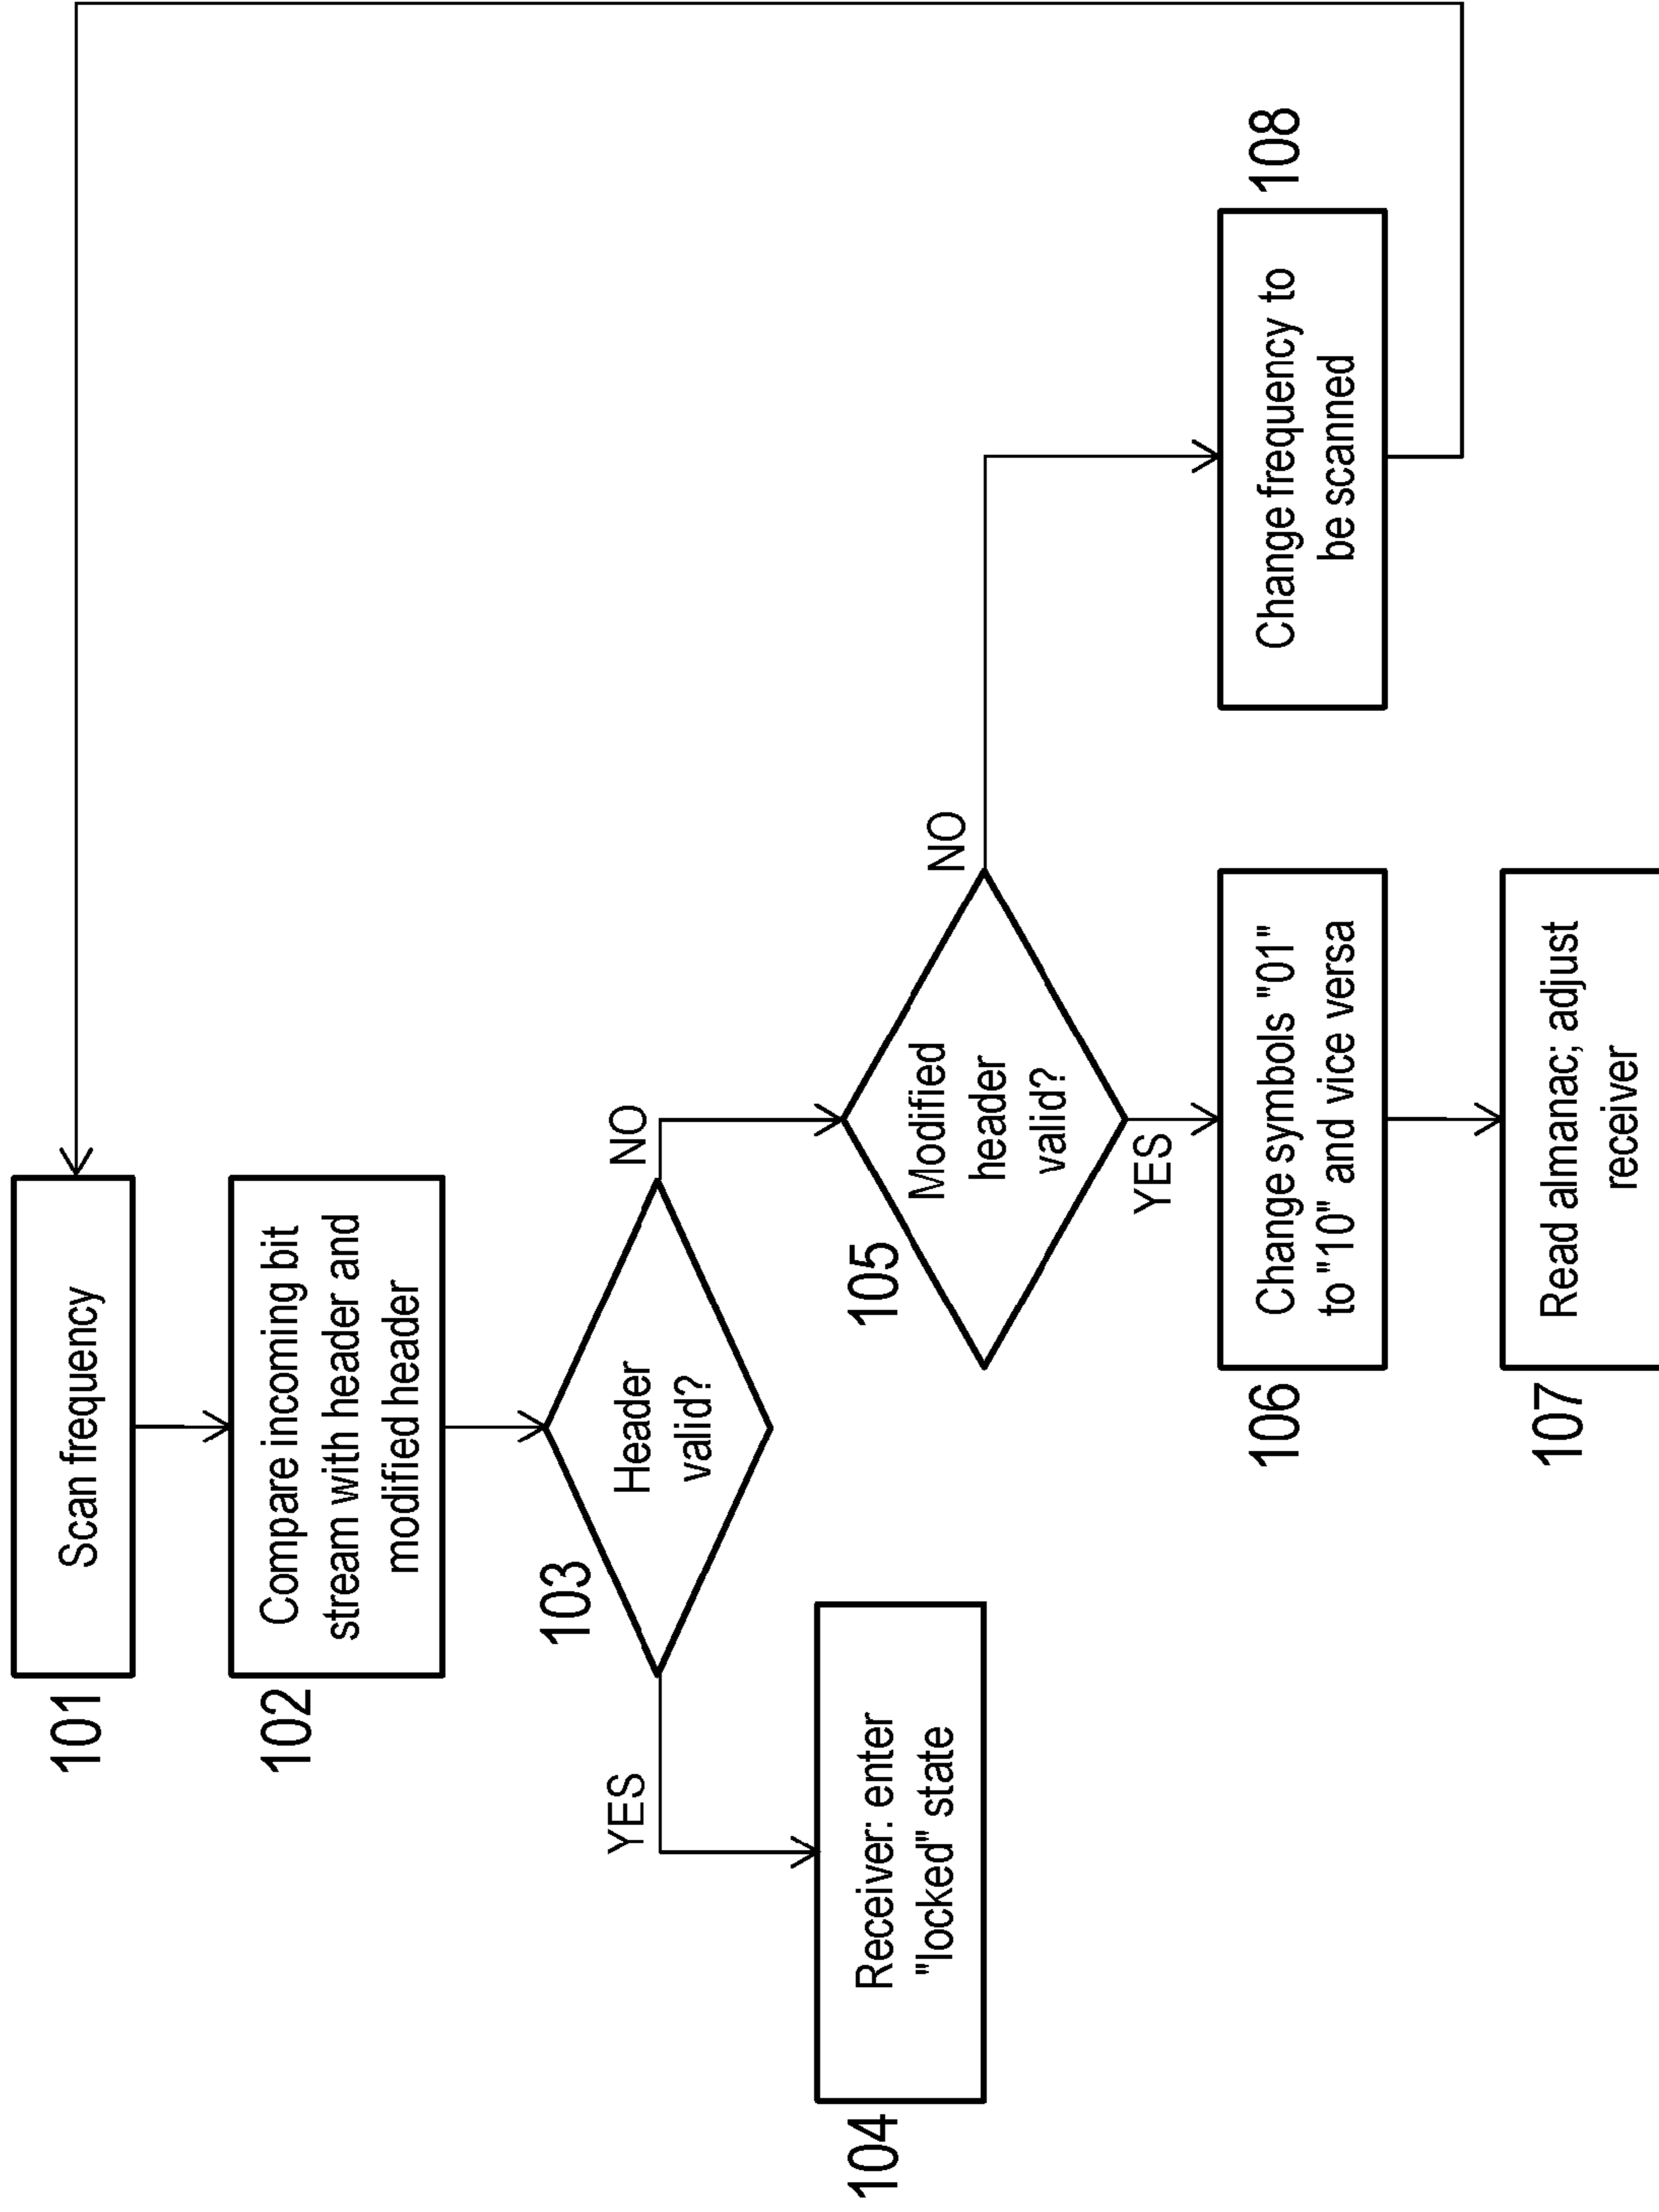 101
Scan frequency
102
Compare incoming bit
stream with header and
modified header
103
Header
valid?
YES
NO
104
Receiver: enter
"locked" state
105
Modified
header
valid?
NO
YES
106
Change symbols "01"
to "10" and vice versa
108
Change frequency to
be scanned
107
Read almanac; adjust
receiver